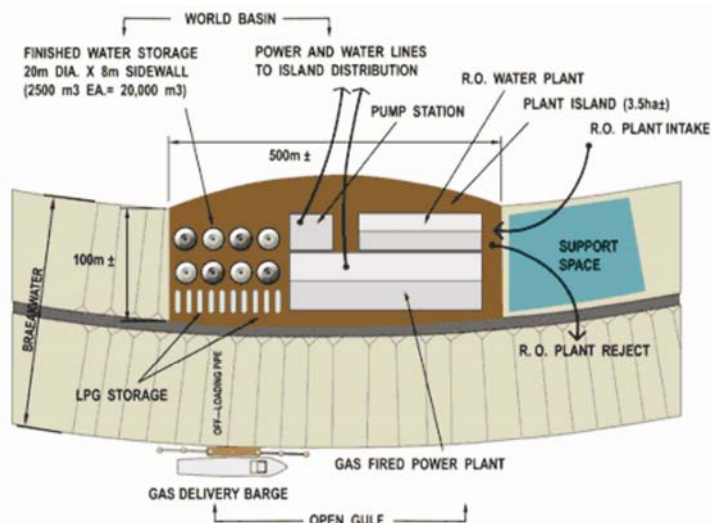 WORLD BASIN
FINISHED WATER STORAGE
20m DIA. X 8m SIDEWALL
(2500 m3 EA.= 20,000 m3)
POWER AND WATER LINES
TO ISLAND DISTRIBUTION
R.O. WATER PLANT
PUMP STATION
PLANT ISLAND (3.5ha±)
R.O. PLANT INTAKE
500m ±
100m ±
BRAEAKWATER
SUPPORT
SPACE
R.O. PLANT REJECT
LPG STORAGE
OFF-LOADING PIPE
GAS FIRED POWER PLANT
GAS DELIVERY BARGE
OPEN GULF